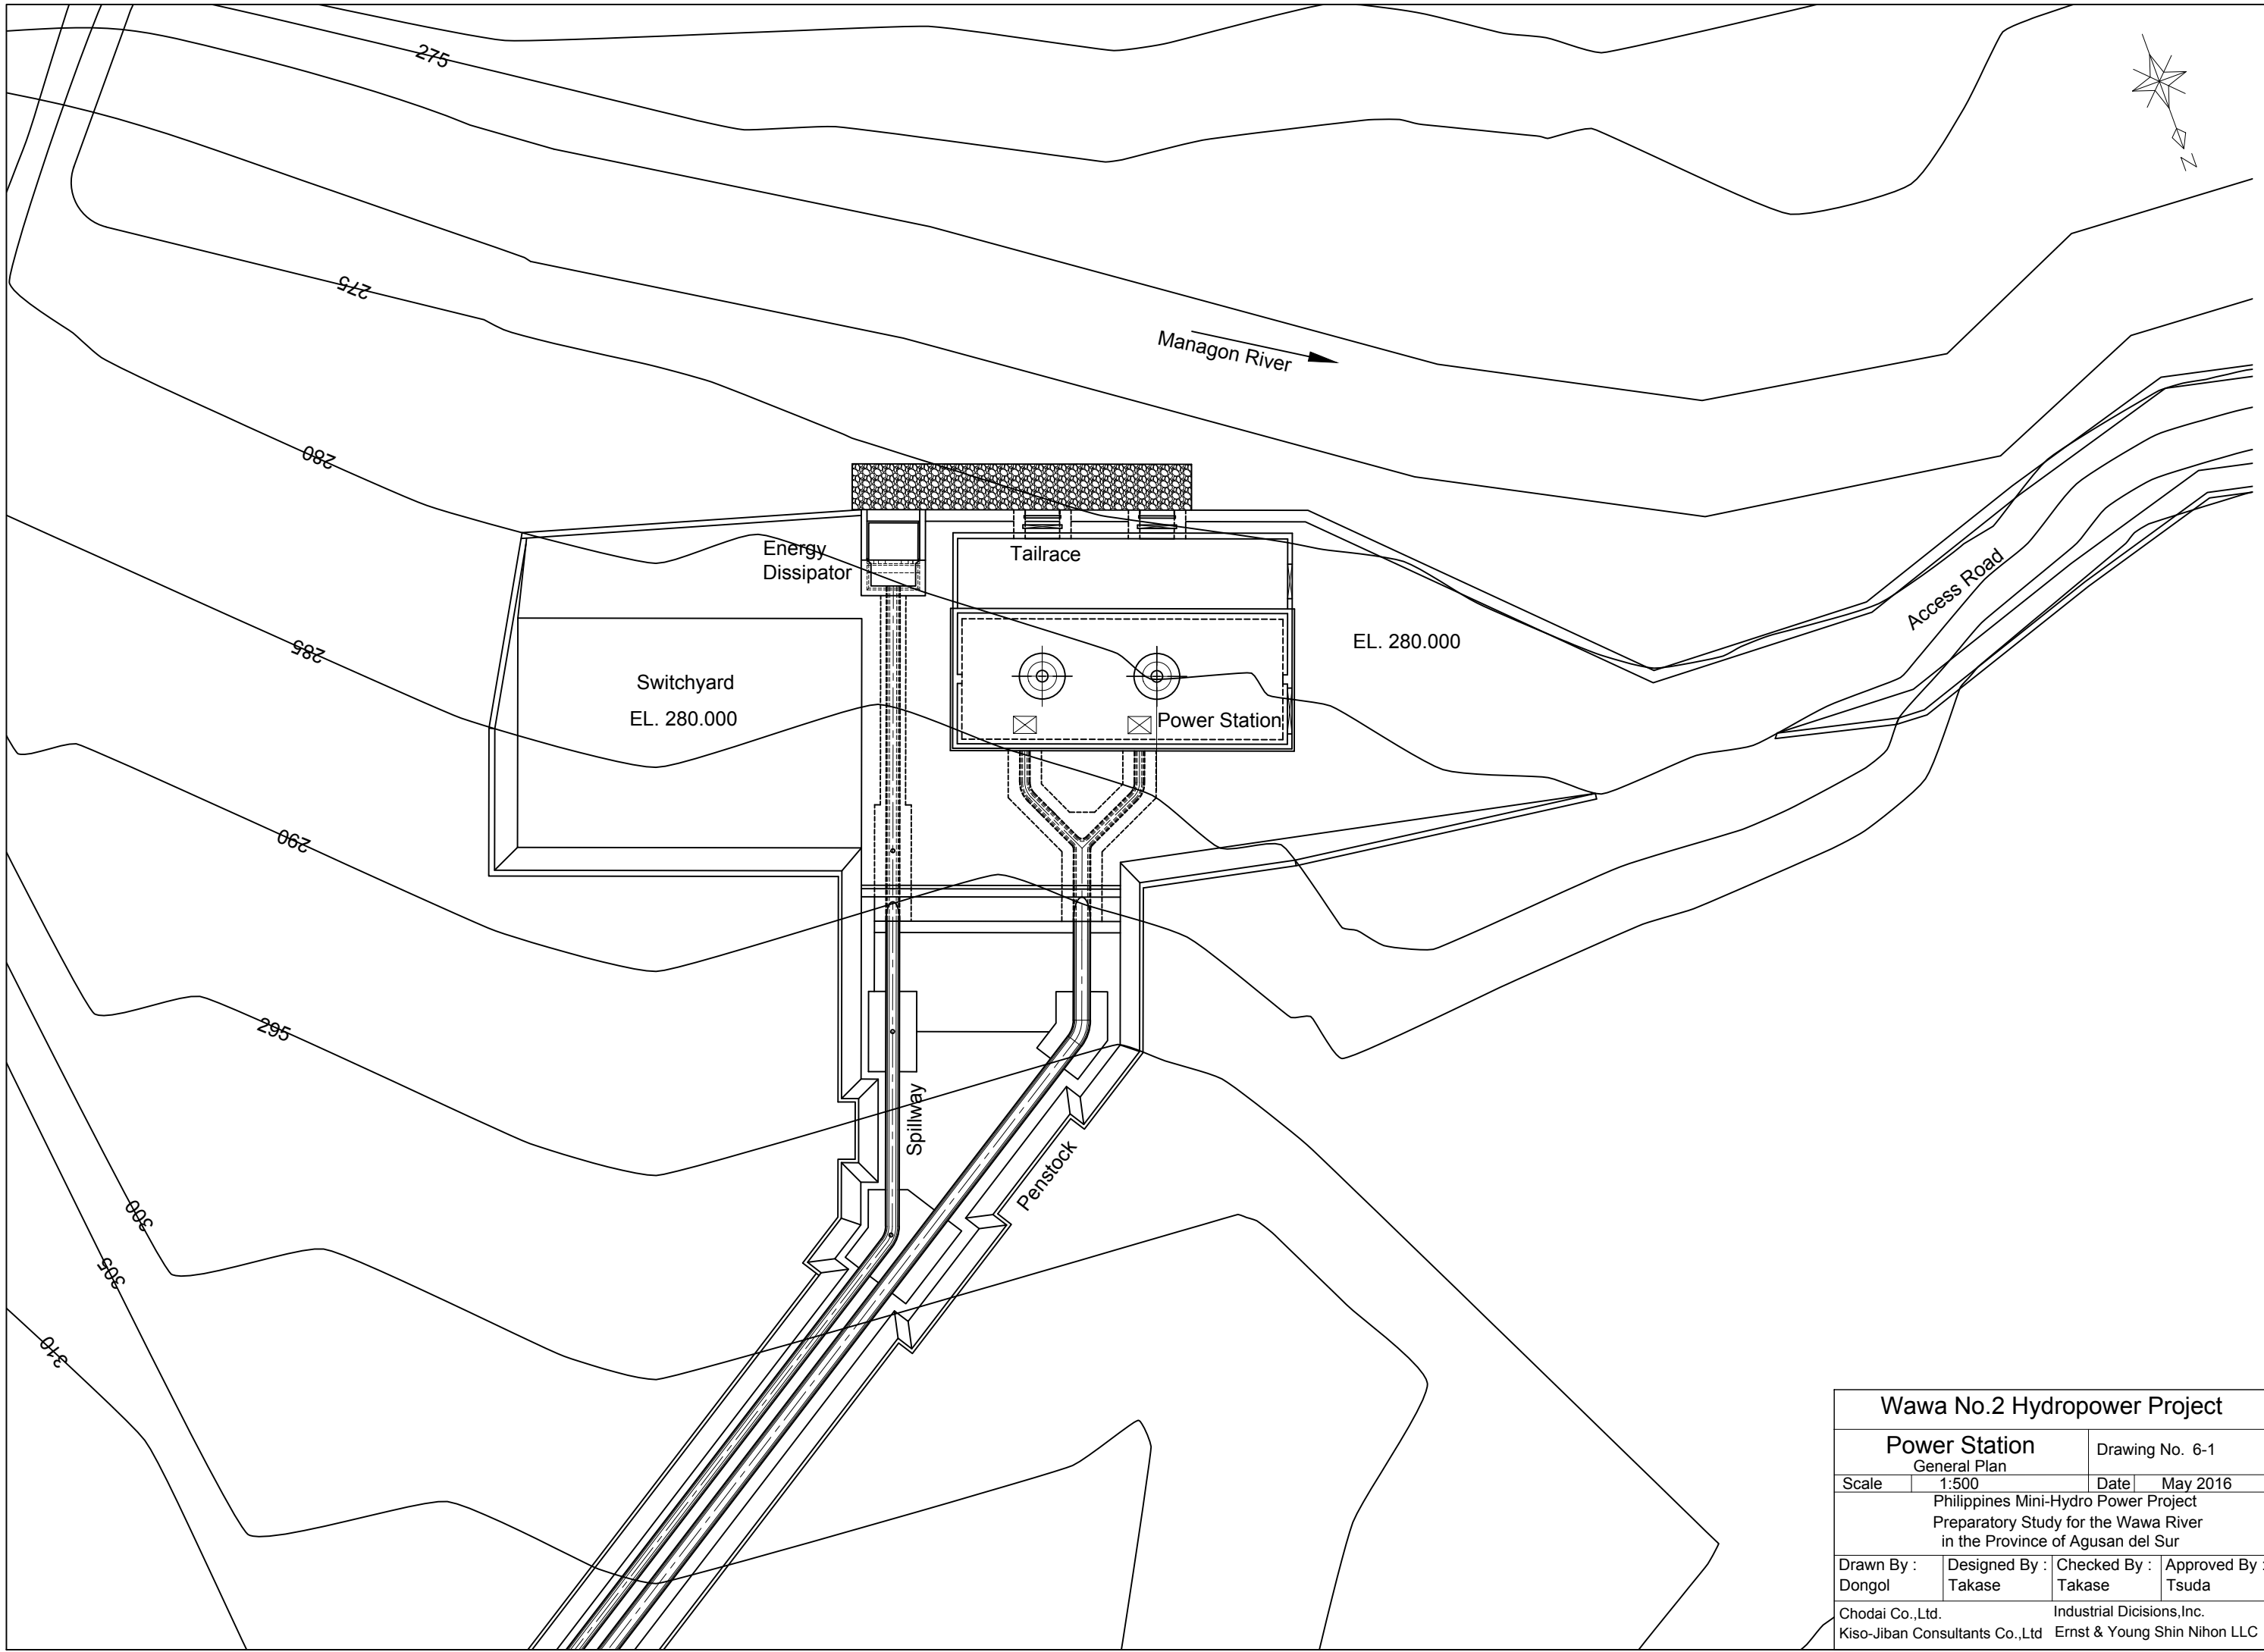 275
N
275
Managon River
280
Energy
Dissipator
Tailrace
Access Road
EL. 280.000
285
Switchyard
EL. 280.000
Power Station
290
295
Spillway
Penstock
300
305
310
Wawa No.2 Hydropower Project
Power Station
General Plan
Drawing No. 6-1
Scale 1:500 Date May 2016
Philippines Mini-Hydro Power Project
Preparatory Study for the Wawa River
in the Province of Agusan del Sur
Drawn By : Designed By : Checked By : Approved By :
Dongol Takase Takase Tsuda
Chodai Co.,Ltd. Industrial Dicisions,Inc.
Kiso-Jiban Consultants Co.,Ltd Ernst & Young Shin Nihon LLC